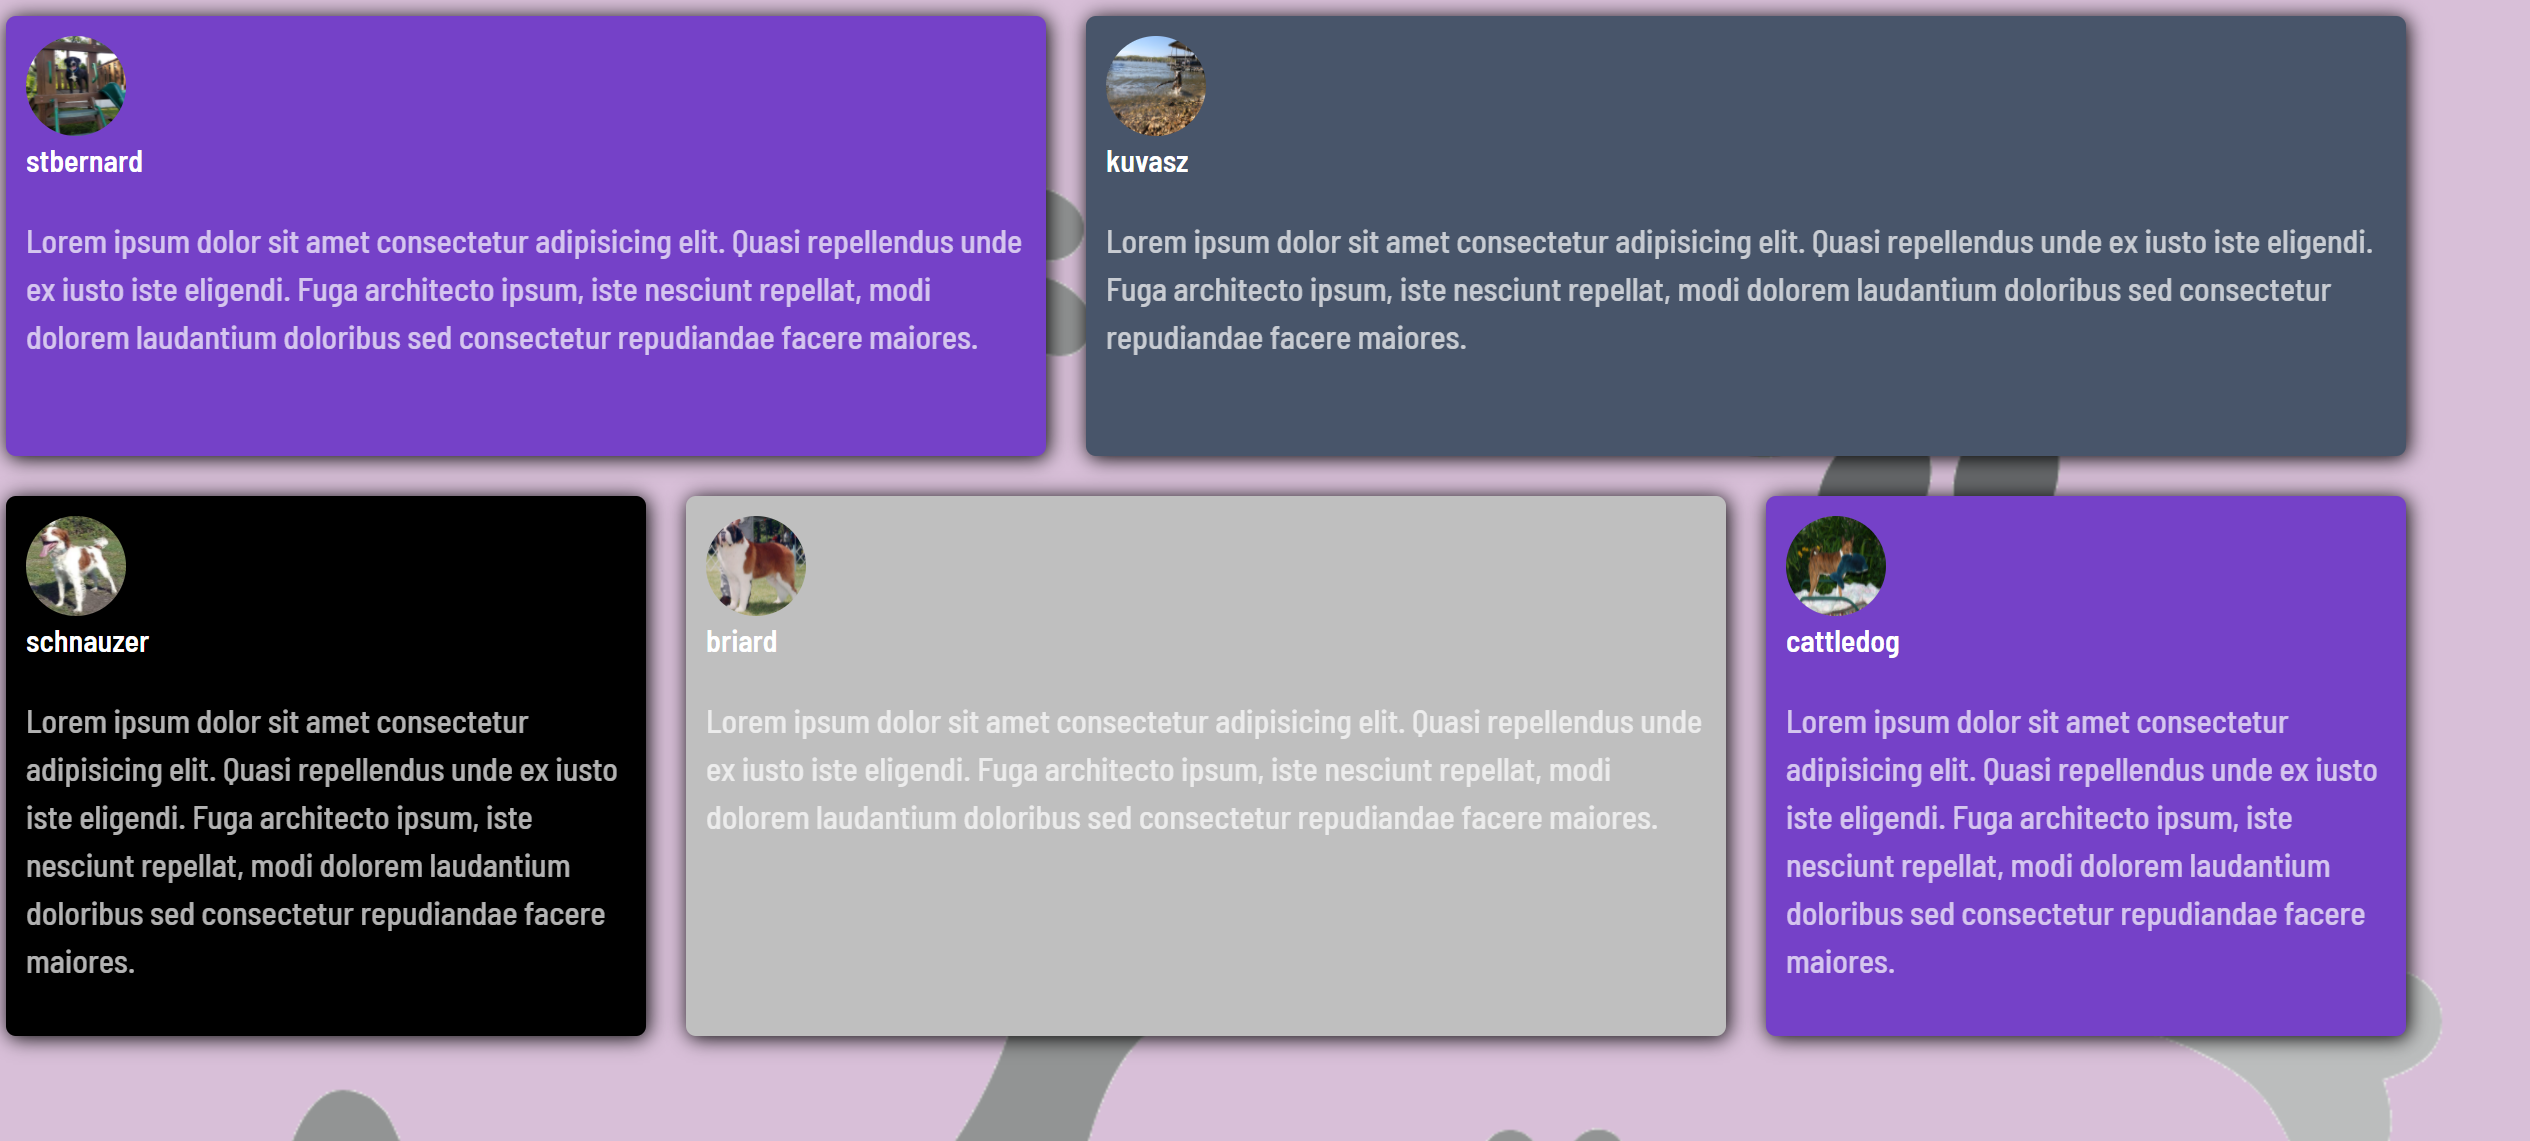 stbernard
Lorem ipsum dolor sit amet consectetur adipisicing elit. Quasi repellendus unde
ex iusto iste eligendi. Fuga architecto ipsum, iste nesciunt repellat, modi
dolorem laudantium doloribus sed consectetur repudiandae facere maiores.
kuvasz
Lorem ipsum dolor sit amet consectetur adipisicing elit. Quasi repellendus unde ex iusto iste eligendi.
Fuga architecto ipsum, iste nesciunt repellat, modi dolorem laudantium doloribus sed consectetur
repudiandae facere maiores.
schnauzer
Lorem ipsum dolor sit amet consectetur
adipisicing elit. Quasi repellendus unde ex iusto
iste eligendi. Fuga architecto ipsum, iste
nesciunt repellat, modi dolorem laudantium
doloribus sed consectetur repudiandae facere
maiores.
briard
Lorem ipsum dolor sit amet consectetur adipisicing elit. Quasi repellendus unde
ex iusto iste eligendi. Fuga architecto ipsum, iste nesciunt repellat, modi
dolorem laudantium doloribus sed consectetur repudiandae facere maiores.
cattledog
Lorem ipsum dolor sit amet consectetur
adipisicing elit. Quasi repellendus unde ex iusto
iste eligendi. Fuga architecto ipsum, iste
nesciunt repellat, modi dolorem laudantium
doloribus sed consectetur repudiandae facere
maiores.